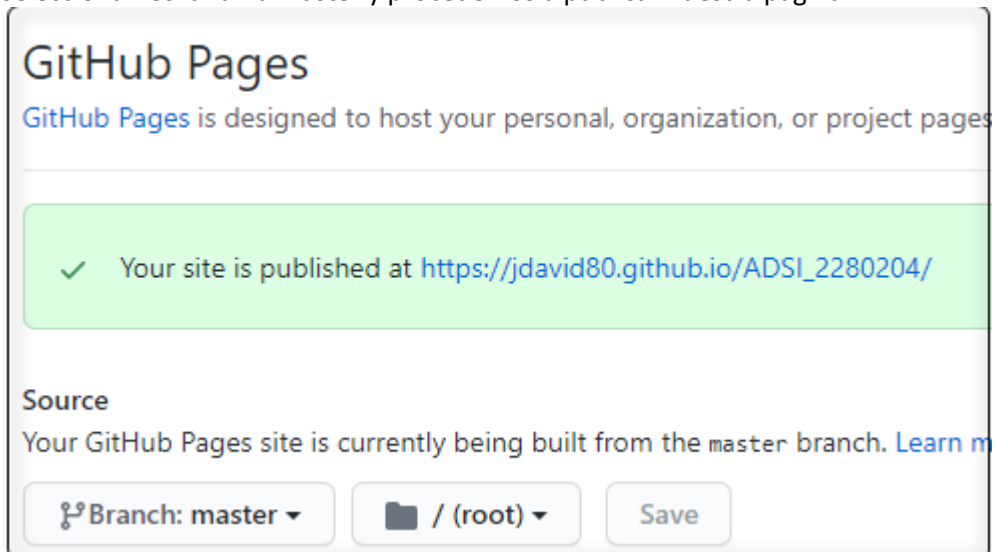 GitHub Pages
GitHub Pages is designed to host your personal, organization, or project pages
Your site is published at https://jdavid80.github.io/ADSI_2280204/
Source
Your GitHub Pages site is currently being built from the master branch. Learn
Branch: master
/ (root)
Save